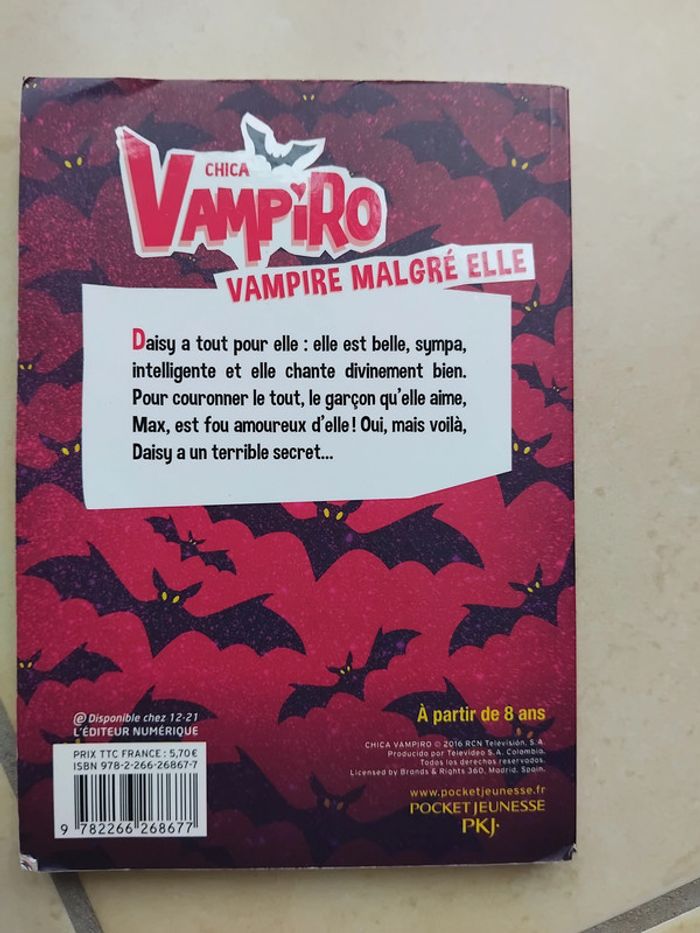 CHICA
VAMPiRO
VAMPIRE MALGRÉ ELLE
Daisy a tout pour elle : elle est belle, sympa,
intelligente et elle chante divinement bien.
Pour couronner le tout, le garçon qu'elle aime,
Max, est fou amoureux d'elle ! Oui, mais voilà,
Daisy a un terrible secret...
@ Disponible chez 12-21
L'ÉDITEUR NUMÉRIQUE
PRIX TTC FRANCE : 5,70 €
ISBN 978-2-266-26867-7
9 782266 268677
À partir de 8 ans
CHICA VAMPIRO © 2016 RCN Televisión, S.A.
Producido por Televideo S.A. Colombia.
Todos los derechos reservados.
Licensed by Brands & Rights 360, Madrid, Spain.
www.pocketjeunesse.fr
POCKET JEUNESSE
PKJ·